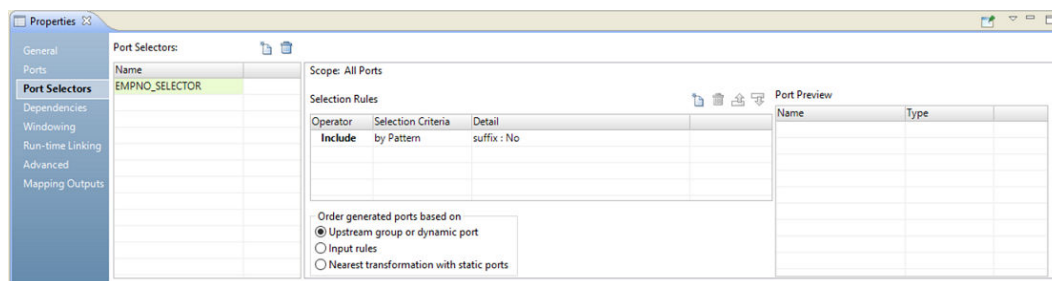 Properties
General
Ports
Port Selectors
Dependencies
Windowing
Run-time Linking
Advanced
Mapping Outputs
Port Selectors:
Name
EMPNO_SELECTOR
Scope: All Ports
Selection Rules
Operator Selection Criteria Detail
Include by Pattern suffix : No
Order generated ports based on
Upstream group or dynamic port
Input rules
Nearest transformation with static ports
Port Preview
Name Type